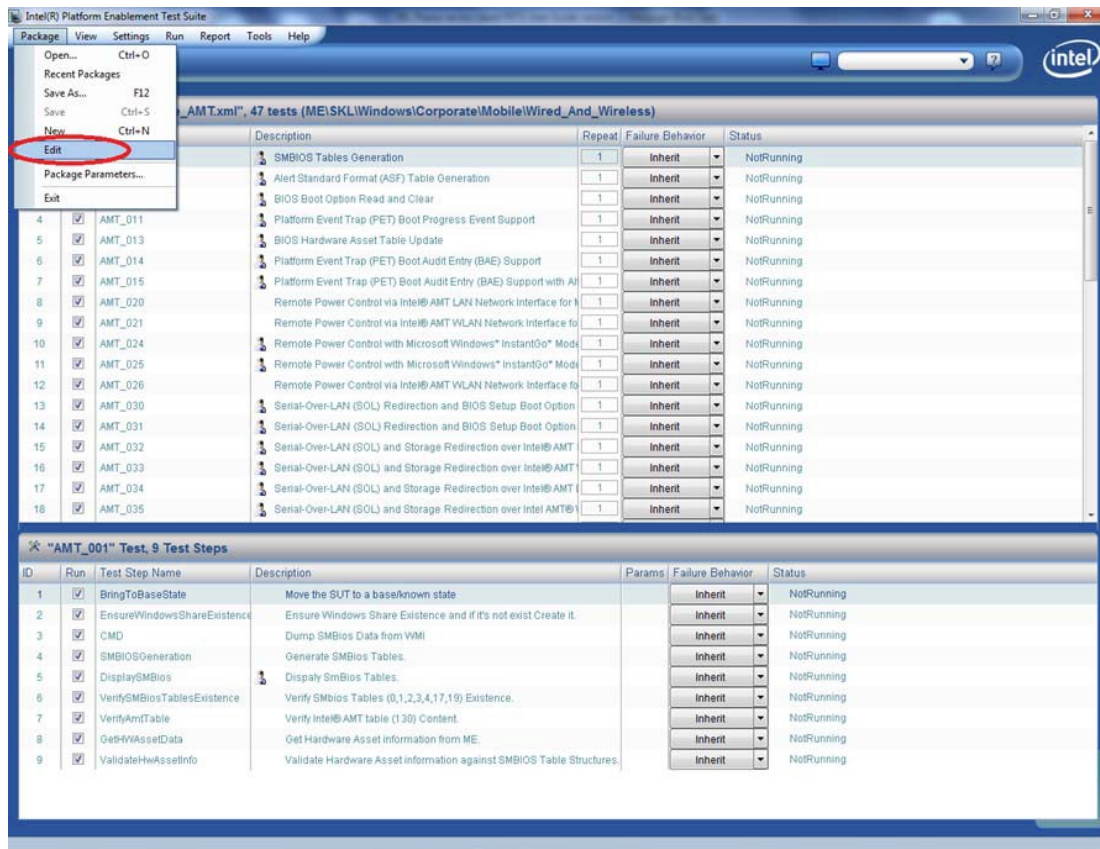 Intel(R) Platform Enablement Test Suite
Package View Settings Run Report Tools Help
Open... Ctrl+O
Recent Packages
Save As... F12
Save Ctrl+S
New Ctrl+N
Edit
Package Parameters...
Exit
intel
_AMT.xml", 47 tests (ME\SKL\Windows\Corporate\Mobile\Wired_And_Wireless)
Description Repeat Failure Behavior Status
SMBIOS Tables Generation 1 Inherit NotRunning
Alert Standard Format (ASF) Table Generation 1 Inherit NotRunning
BIOS Boot Option Read and Clear 1 Inherit NotRunning
4 AMT_011 Platform Event Trap (PET) Boot Progress Event Support 1 Inherit NotRunning
5 AMT_013 BIOS Hardware Asset Table Update 1 Inherit NotRunning
6 AMT_014 Platform Event Trap (PET) Boot Audit Entry (BAE) Support 1 Inherit NotRunning
7 AMT_015 Platform Event Trap (PET) Boot Audit Entry (BAE) Support with 1 Inherit NotRunning
8 AMT_020 Remote Power Control via Intel® AMT LAN Network Interface for 1 Inherit NotRunning
9 AMT_021 Remote Power Control via Intel® AMT WLAN Network Interface fo 1 Inherit NotRunning
10 AMT_024 Remote Power Control with Microsoft Windows* InstantGo* Mode 1 Inherit NotRunning
11 AMT_025 Remote Power Control with Microsoft Windows* InstantGo* Mode 1 Inherit NotRunning
12 AMT_026 Remote Power Control via Intel® AMT WLAN Network Interface fo 1 Inherit NotRunning
13 AMT_030 Serial-Over-LAN (SOL) Redirection and BIOS Setup Boot Option 1 Inherit NotRunning
14 AMT_031 Serial-Over-LAN (SOL) Redirection and BIOS Setup Boot Option 1 Inherit NotRunning
15 AMT_032 Serial-Over-LAN (SOL) and Storage Redirection over Intel® AMT 1 Inherit NotRunning
16 AMT_033 Serial-Over-LAN (SOL) and Storage Redirection over Intel® AMT 1 Inherit NotRunning
17 AMT_034 Serial-Over-LAN (SOL) and Storage Redirection over Intel® AMT 1 Inherit NotRunning
18 AMT_035 Serial-Over-LAN (SOL) and Storage Redirection over Intel AMT® 1 Inherit NotRunning
"AMT_001" Test, 9 Test Steps
ID Run Test Step Name Description Params Failure Behavior Status
1 BringToBaseState Move the SUT to a base/known state Inherit NotRunning
2 EnsureWindowsShareExistence Ensure Windows Share Existence and if it's not exist Create it. Inherit NotRunning
3 CMD Dump SMBios Data from WMI Inherit NotRunning
4 SMBIOSGeneration Generate SMBios Tables. Inherit NotRunning
5 DisplaySMBios Dispaly SmBios Tables. Inherit NotRunning
6 VerifySMBiosTablesExistence Verify SMbios Tables (0,1,2,3,4,17,19) Existence. Inherit NotRunning
7 VerifyAmtTable Verify Intel® AMT table (130) Content. Inherit NotRunning
8 GetHWAssetData Get Hardware Asset information from ME. Inherit NotRunning
9 ValidateHwAssetInfo Validate Hardware Asset information against SMBIOS Table Structures. Inherit NotRunning